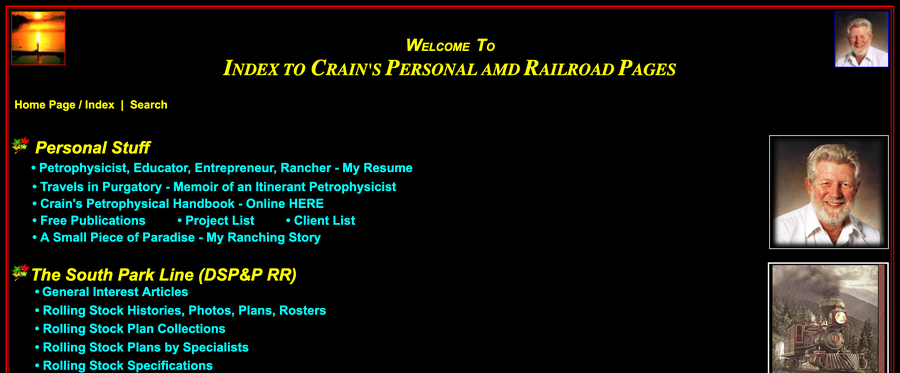 WELCOME TO
INDEX TO CRAIN'S PERSONAL AMD RAILROAD PAGES
Home Page / Index | Search
Personal Stuff
• Petrophysicist, Educator, Entrepreneur, Rancher - My Resume
• Travels in Purgatory - Memoir of an Itinerant Petrophysicist
• Crain's Petrophysical Handbook - Online HERE
• Free Publications • Project List • Client List
• A Small Piece of Paradise - My Ranching Story
The South Park Line (DSP&P RR)
• General Interest Articles
• Rolling Stock Histories, Photos, Plans, Rosters
• Rolling Stock Plan Collections
• Rolling Stock Plans by Specialists
• Rolling Stock Specifications